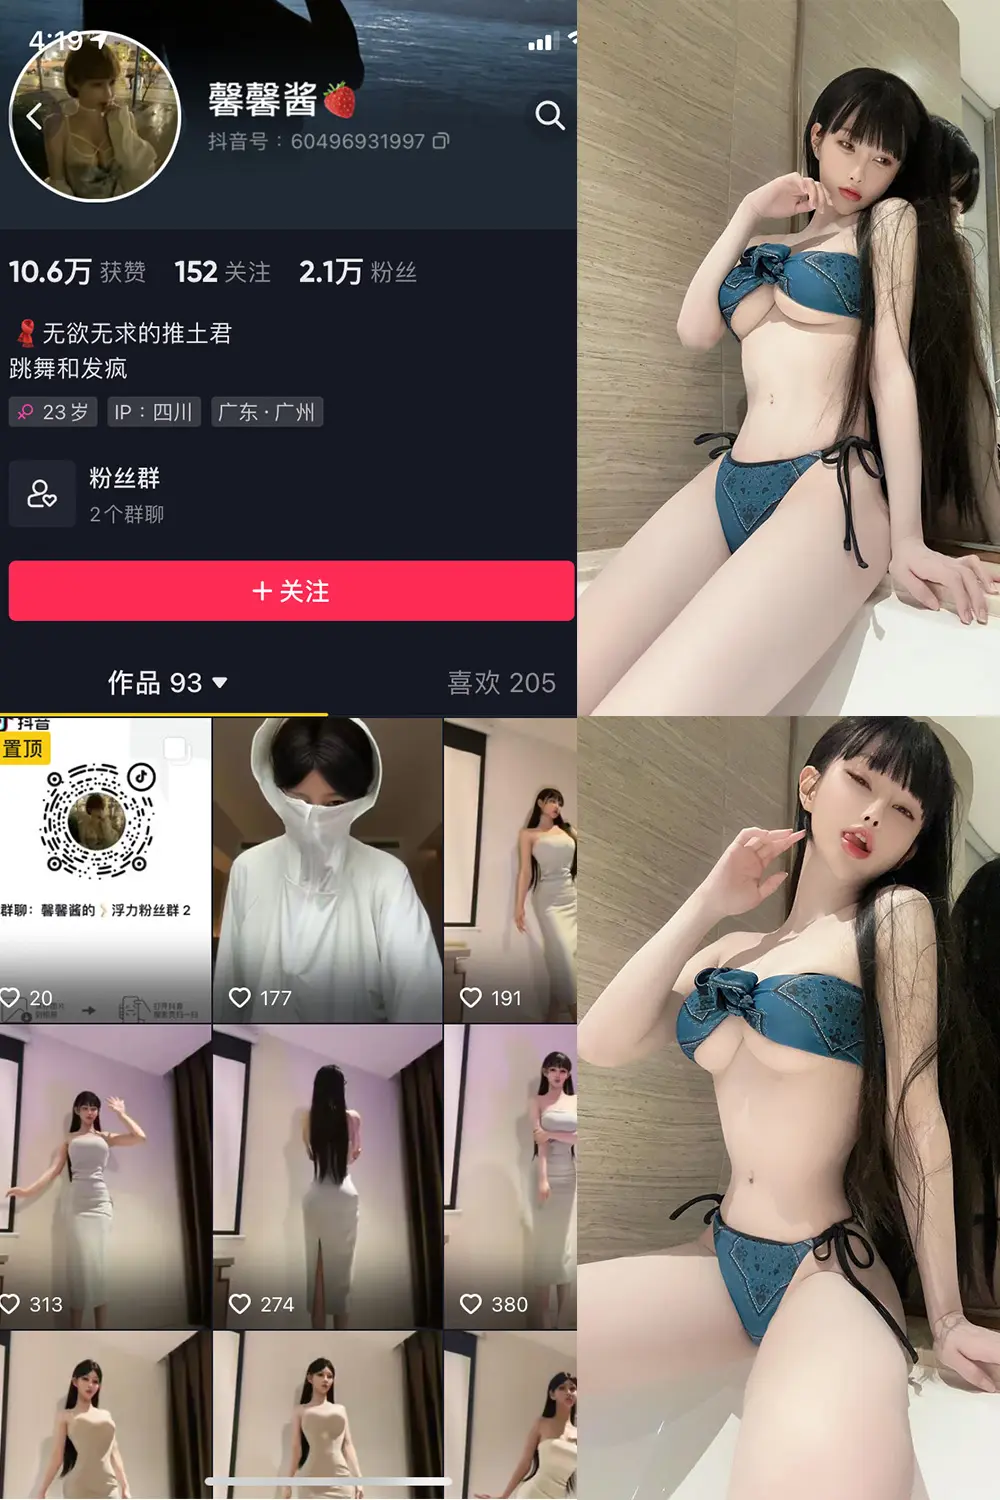 4:19
馨馨酱
抖音号：60496931997
10.6万 获赞 152 关注 2.1万 粉丝
无欲无求的推土君
跳舞和发疯
23岁 IP：四川 广东·广州
粉丝群
2个群聊
+ 关注
作品 93 喜欢 205
抖音
置顶
群聊：馨馨酱的 浮力粉丝群 2
20
177
191
313
274
380